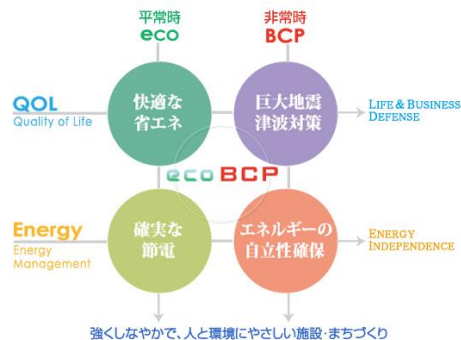 平常時
eco
非常時
BCP
QOL
Quality of Life
快適な
省エネ
巨大地震
津波対策
LIFE & BUSINESS
DEFENSE
eco BCP
Energy
Energy
Management
確実な
節電
エネルギーの
自立性確保
ENERGY
INDEPENDENCE
強くしなやかで、人と環境にやさしい施設・まちづくり